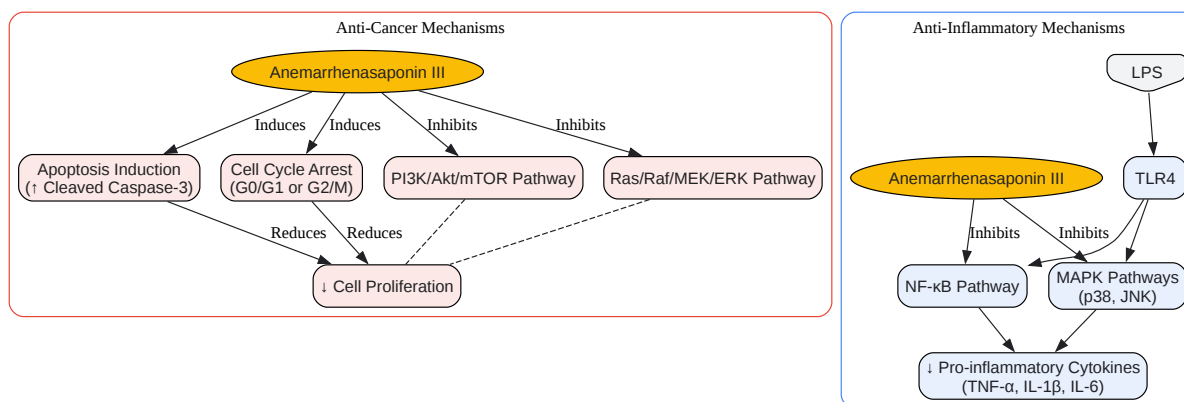 Anti-Cancer Mechanisms
Anemarrhenasaponin III
Induces
Induces
Inhibits
Inhibits
Apoptosis Induction
(↑ Cleaved Caspase-3)
Cell Cycle Arrest
(G0/G1 or G2/M)
PI3K/Akt/mTOR Pathway
Ras/Raf/MEK/ERK Pathway
Reduces
Reduces
↓ Cell Proliferation
Anti-Inflammatory Mechanisms
LPS
Anemarrhenasaponin III
TLR4
Inhibits
Inhibits
NF-κB Pathway
MAPK Pathways
(p38, JNK)
↓ Pro-inflammatory Cytokines
(TNF-α, IL-1β, IL-6)